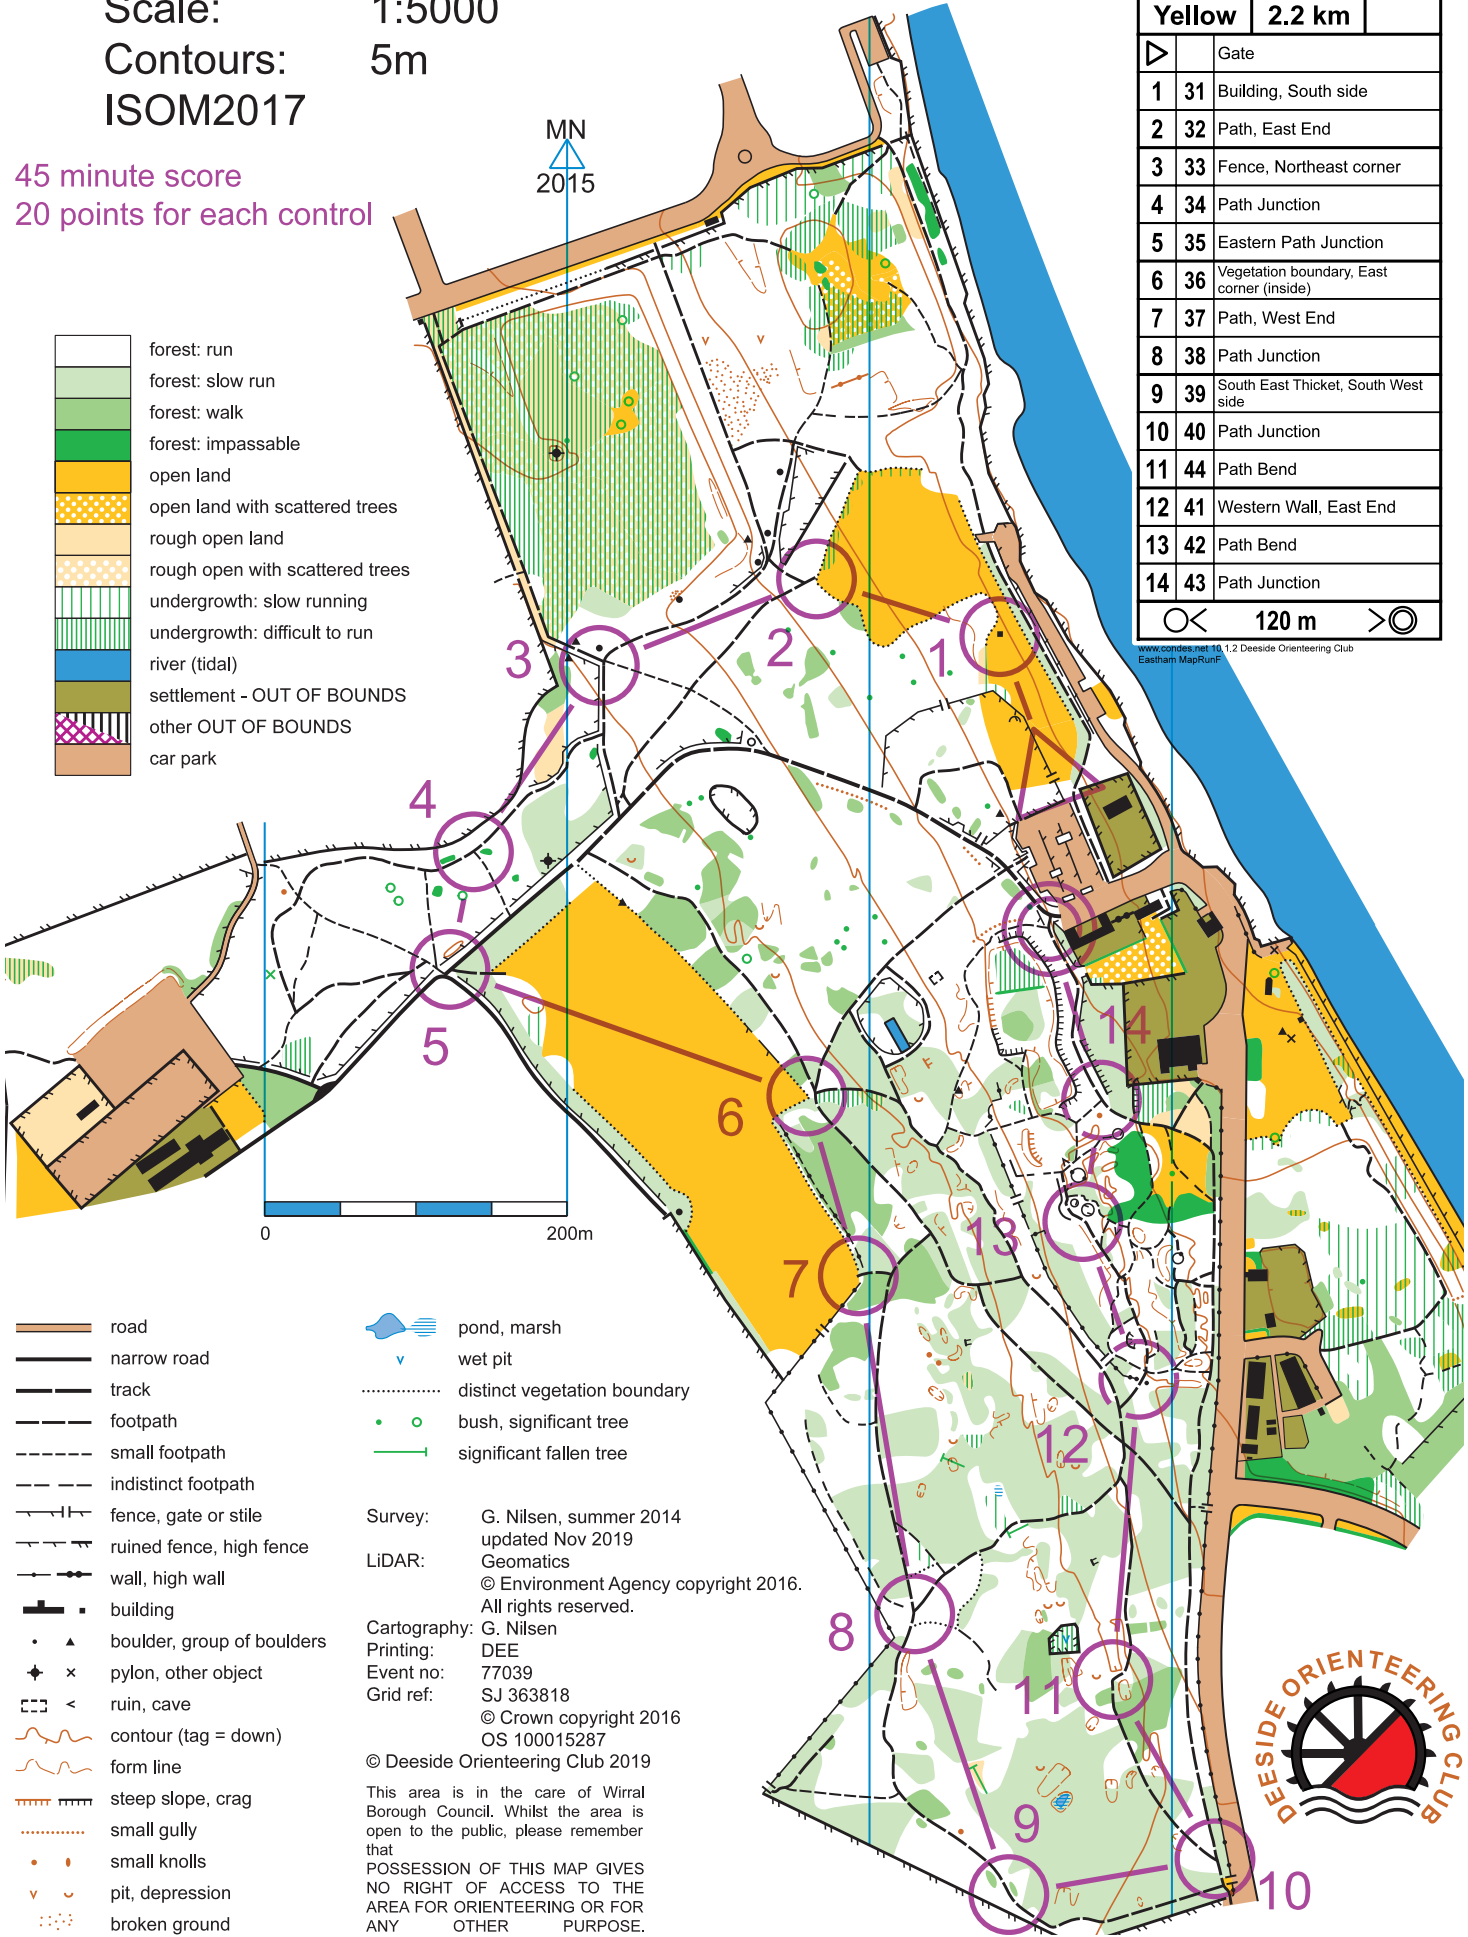 Scale: 1:5000
Contours: 5m
ISOM2017
45 minute score
20 points for each control
MN
2015
Yellow 2.2 km
Gate
1 31 Building, South side
2 32 Path, East End
3 33 Fence, Northeast corner
4 34 Path Junction
5 35 Eastern Path Junction
6 36 Vegetation boundary, East
corner (inside)
7 37 Path, West End
8 38 Path Junction
9 39 South East Thicket, South West
side
10 40 Path Junction
11 44 Path Bend
12 41 Western Wall, East End
13 42 Path Bend
14 43 Path Junction
120 m
www.condes.net 10.1.2 Deeside Orienteering Club
Eastham MapRunF
forest: run
forest: slow run
forest: walk
forest: impassable
open land
open land with scattered trees
rough open land
rough open with scattered trees
undergrowth: slow running
undergrowth: difficult to run
river (tidal)
settlement - OUT OF BOUNDS
other OUT OF BOUNDS
car park
1
2
3
4
5
6
7
8
9
10
11
12
13
14
0 200m
road
narrow road
track
footpath
small footpath
indistinct footpath
fence, gate or stile
ruined fence, high fence
wall, high wall
building
boulder, group of boulders
pylon, other object
ruin, cave
contour (tag = down)
form line
steep slope, crag
small gully
small knolls
pit, depression
broken ground
pond, marsh
wet pit
distinct vegetation boundary
bush, significant tree
significant fallen tree
Survey: G. Nilsen, summer 2014
updated Nov 2019
LiDAR: Geomatics
© Environment Agency copyright 2016.
All rights reserved.
Cartography: G. Nilsen
Printing: DEE
Event no: 77039
Grid ref: SJ 363818
© Crown copyright 2016
OS 100015287
© Deeside Orienteering Club 2019
This area is in the care of Wirral
Borough Council. Whilst the area is
open to the public, please remember
that
POSSESSION OF THIS MAP GIVES
NO RIGHT OF ACCESS TO THE
AREA FOR ORIENTEERING OR FOR
ANY OTHER PURPOSE.
DEESIDE ORIENTEERING CLUB